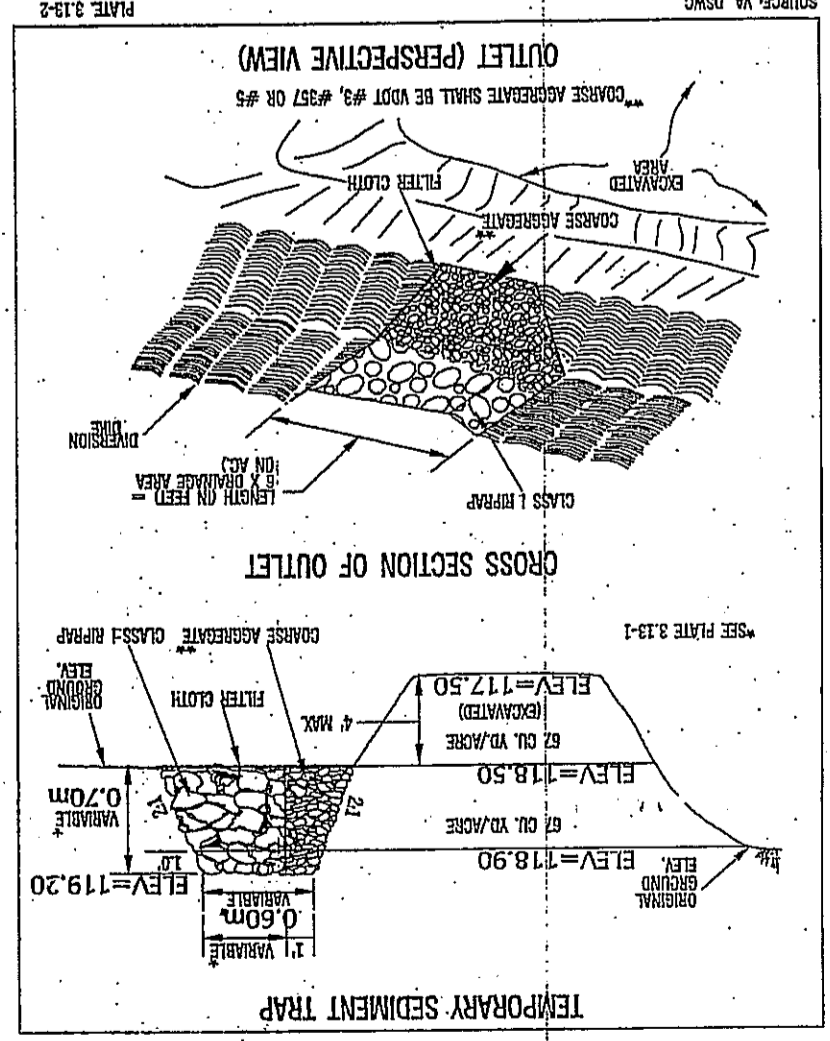 TEMPORARY SEDIMENT TRAP
1'
VARIABLE*
0.60m
VARIABLE
ELEV=119.20
1.0'
VARIABLE*
0.70m
2:1
2:1
ORIGINAL
GROUND
ELEV.
ELEV=118.90
67 CU. YD./ACRE
ELEV=118.50
67 CU. YD./ACRE
(EXCAVATED)
ELEV=117.50
4' MAX.
FILTER CLOTH
ORIGINAL
GROUND
ELEV.
COARSE AGGREGATE**
CLASS I RIPRAP
*SEE PLATE 3.13-1
CROSS SECTION OF OUTLET
CLASS I RIPRAP
LENGTH (IN FEET) =
6 X DRAINAGE AREA
(IN AC.)
DIVERSION
DIKE
COARSE AGGREGATE**
FILTER CLOTH
EXCAVATED
AREA
**COARSE AGGREGATE SHALL BE VDOT #3, #357 OR #5
OUTLET (PERSPECTIVE VIEW)
SOURCE: VA. DSWC
PLATE 3.13-2